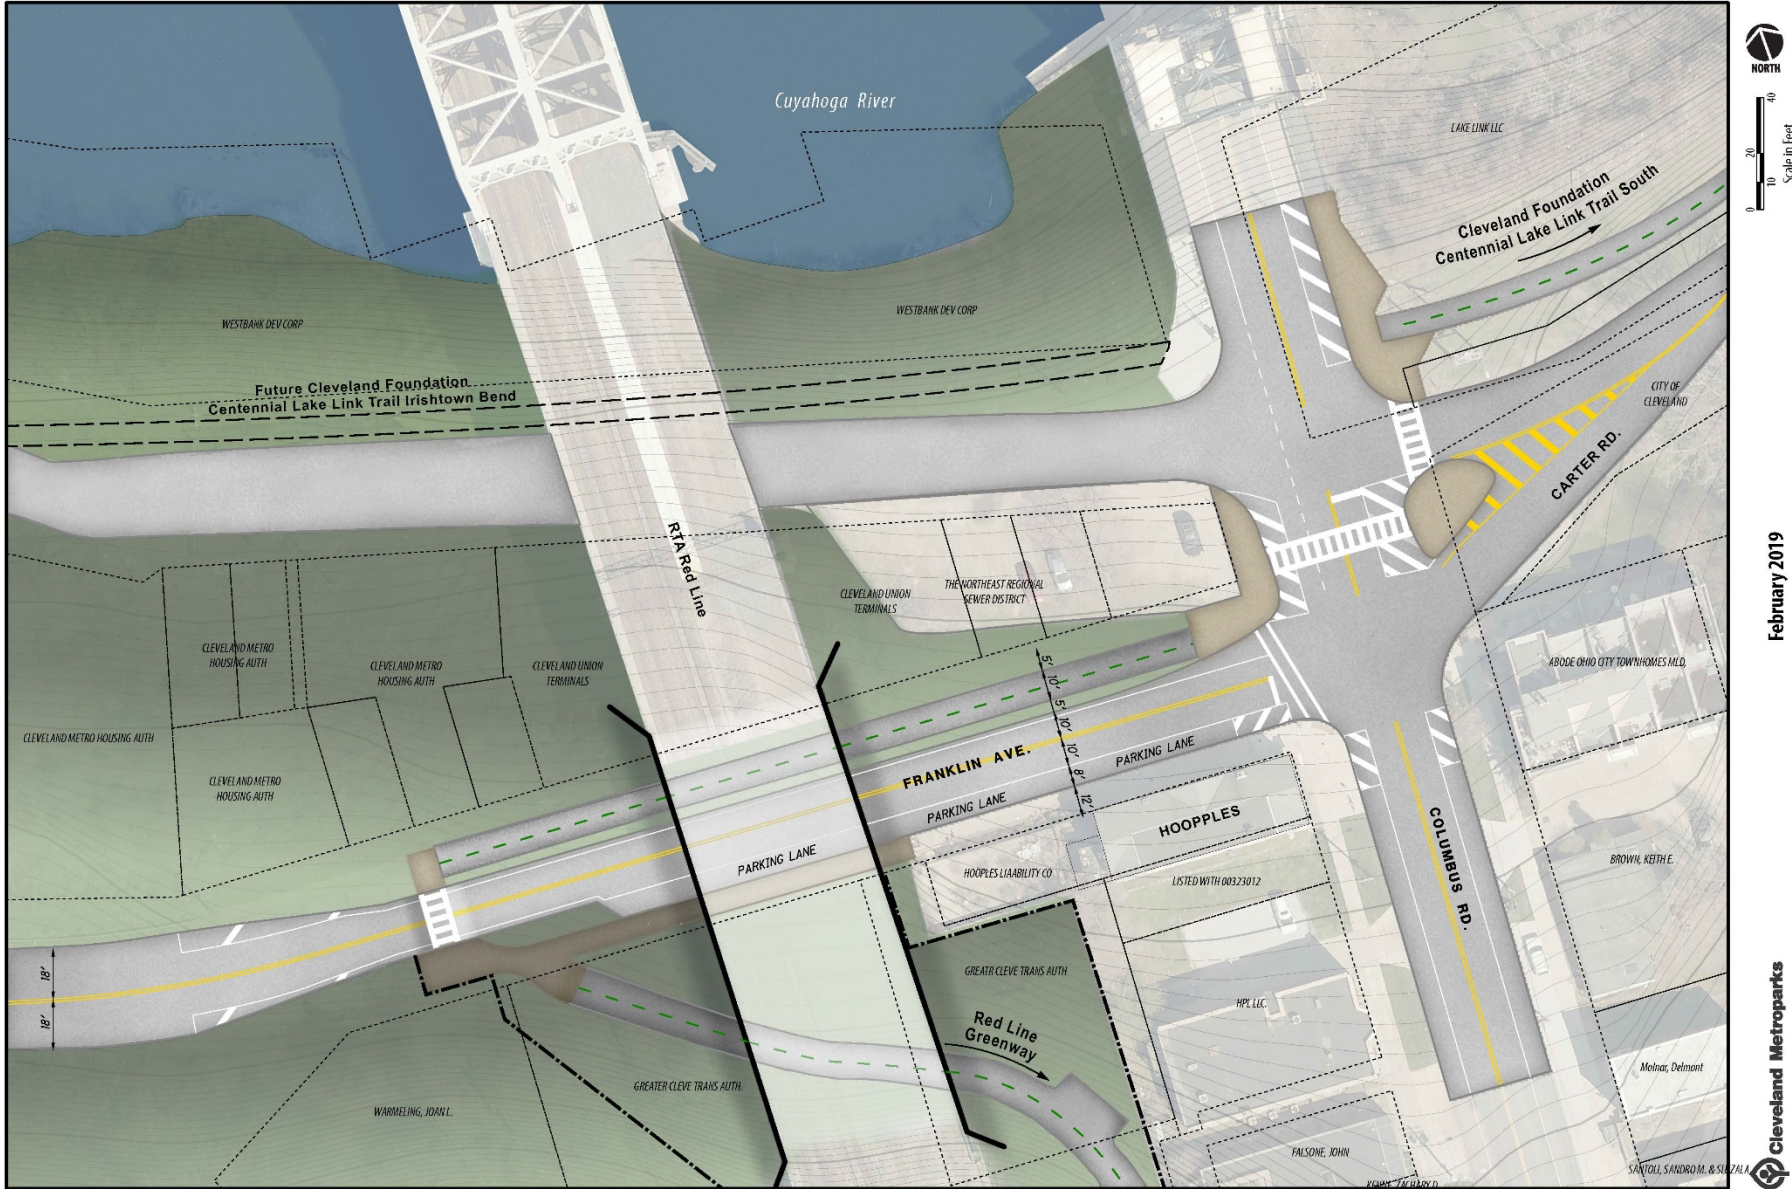 Cuyahoga River
NORTH
0 10 20 40
Scale in Feet
LAKE LINK LLC
Cleveland Foundation
Centennial Lake Link Trail South
WESTBANK DEV CORP
WESTBANK DEV CORP
Future Cleveland Foundation
Centennial Lake Link Trail Irishtown Bend
CITY OF
CLEVELAND
CARTER RD.
RTA Red Line
CLEVELAND UNION
TERMINALS
THE NORTHEAST REGIONAL
SEWER DISTRICT
CLEVELAND METRO
HOUSING AUTH
CLEVELAND METRO
HOUSING AUTH
CLEVELAND UNION
TERMINALS
ABODE OHIO CITY TOWNHOMES MLD,
February 2019
CLEVELAND METRO HOUSING AUTH
CLEVELAND METRO
HOUSING AUTH
5' 10' 5' 10' 10' 8' 12'
FRANKLIN AVE.
PARKING LANE
PARKING LANE
PARKING LANE
HOOPPLES
COLUMBUS RD.
HOOPLES LIAABILITY CO
LISTED WITH 00323012
BROWN, KEITH E.
18'
18'
GREATR CLEVE TRANS AUTH
HPL LLC.
Red Line
Greenway
GREATER CLEVE TRANS AUTH.
WARMELING, JOAN L.
Molnar, Delmont
FALSONE, JOHN
SANTOLI, SANDRO M. &
Cleveland Metroparks